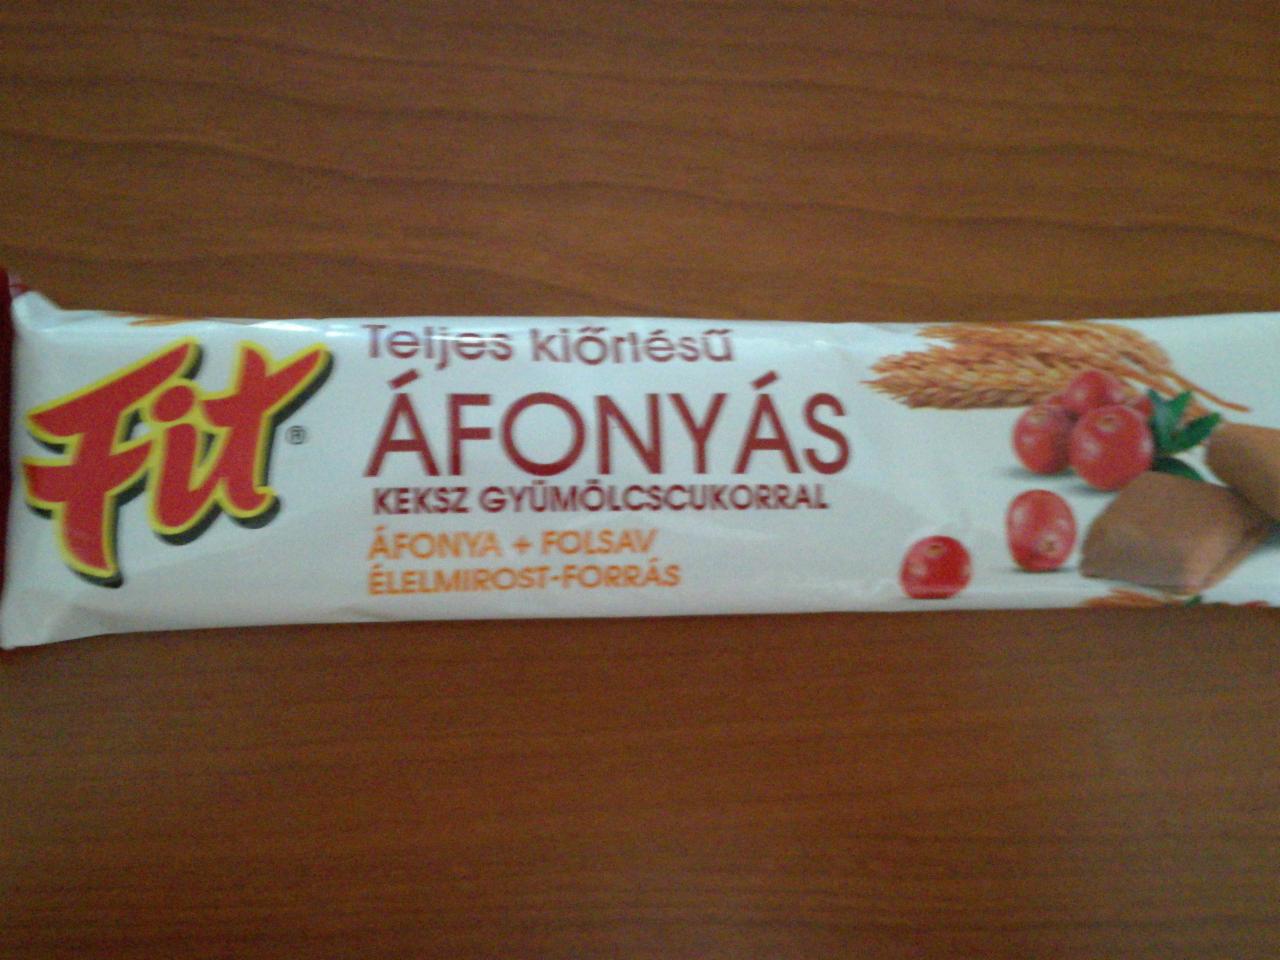 Fit®
Teljes kiőrlésű
ÁFONYÁS
KEKSZ GYÜMÖLCSCUKORRAL
ÁFONYA + FOLSAV
ÉLELMIROST-FORRÁS